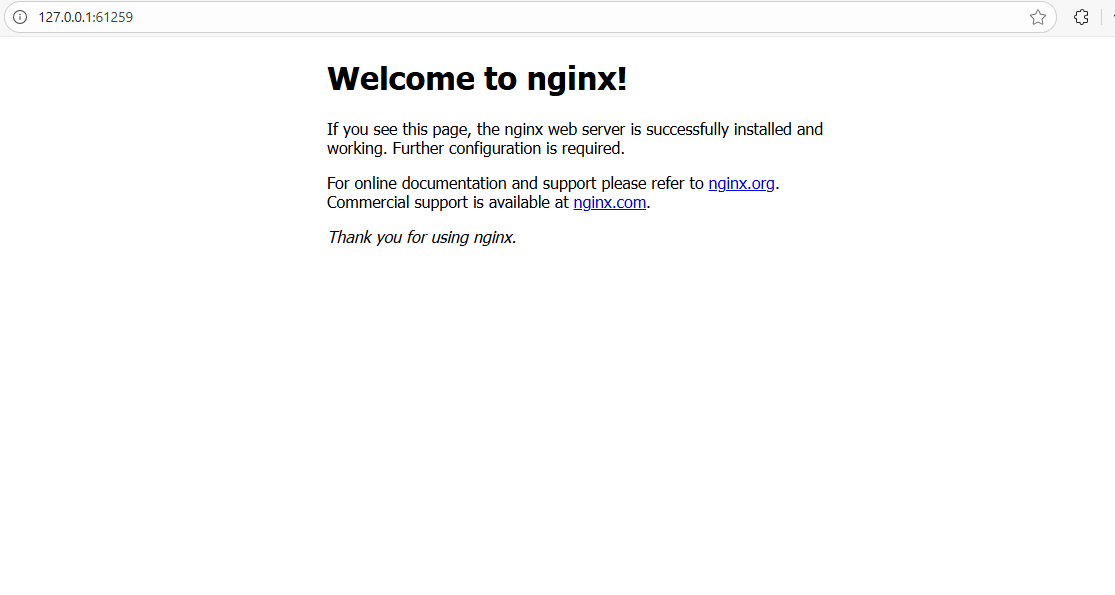 127.0.0.1:61259
Welcome to nginx!
If you see this page, the nginx web server is successfully installed and
working. Further configuration is required.
For online documentation and support please refer to nginx.org.
Commercial support is available at nginx.com.
Thank you for using nginx.